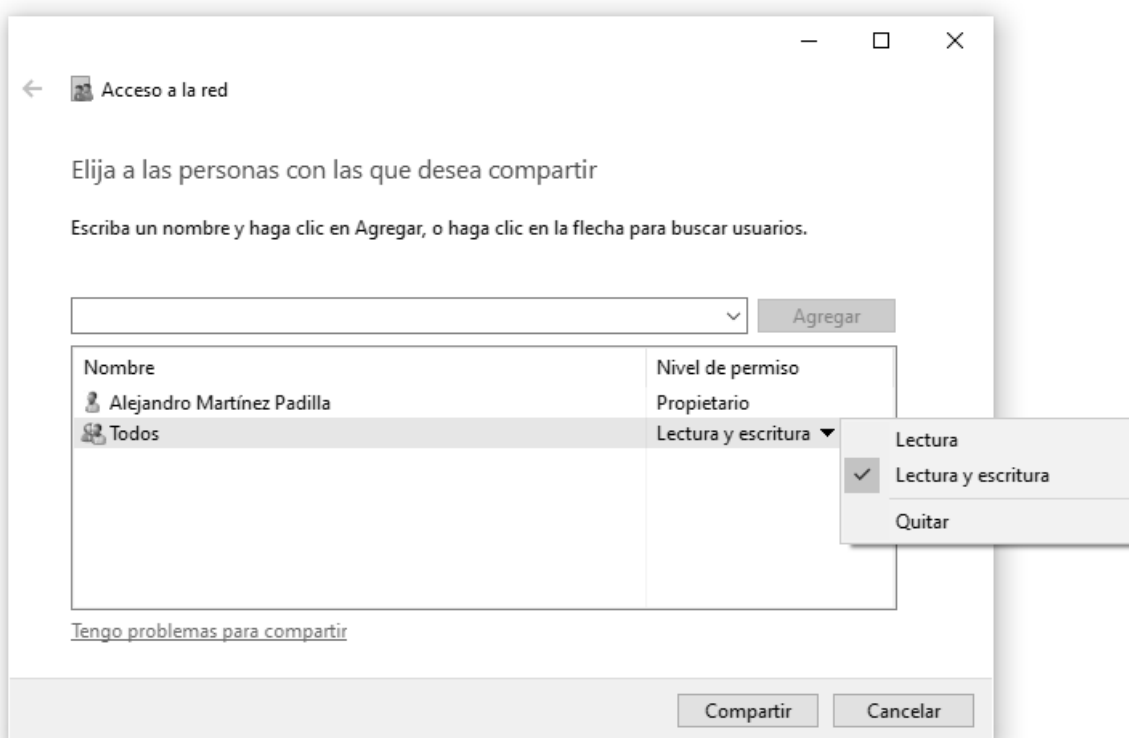 Acceso a la red
Elija a las personas con las que desea compartir
Escriba un nombre y haga clic en Agregar, o haga clic en la flecha para buscar usuarios.
Agregar
Nombre Nivel de permiso
Alejandro Martínez Padilla Propietario
Todos Lectura y escritura
Lectura
Lectura y escritura
Quitar
Tengo problemas para compartir
Compartir Cancelar